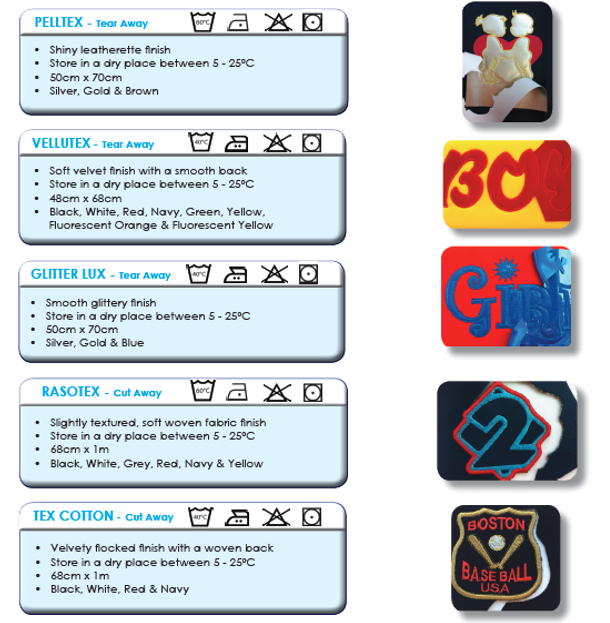 PELLTEX - Tear Away
60°C
• Shiny leatherette finish
• Store in a dry place between 5 - 25ºC
• 50cm x 70cm
• Silver, Gold & Brown
VELLUTEX - Tear Away
40°C
BO
• Soft velvet finish with a smooth back
• Store in a dry place between 5 - 25ºC
• 48cm x 68cm
• Black, White, Red, Navy, Green, Yellow,
Fluorescent Orange & Fluorescent Yellow
GLITTER LUX - Tear Away
40°C
GIRL
• Smooth glittery finish
• Store in a dry place between 5 - 25ºC
• 50cm x 70cm
• Silver, Gold & Blue
RASOTEX - Cut Away
60°C
2
• Slightly textured, soft woven fabric finish
• Store in a dry place between 5 - 25ºC
• 68cm x 1m
• Black, White, Grey, Red, Navy & Yellow
TEX COTTON - Cut Away
40°C
• Velvety flocked finish with a woven back
• Store in a dry place between 5 - 25ºC
• 68cm x 1m
• Black, White, Red & Navy
BOSTON
BASEBALL
USA